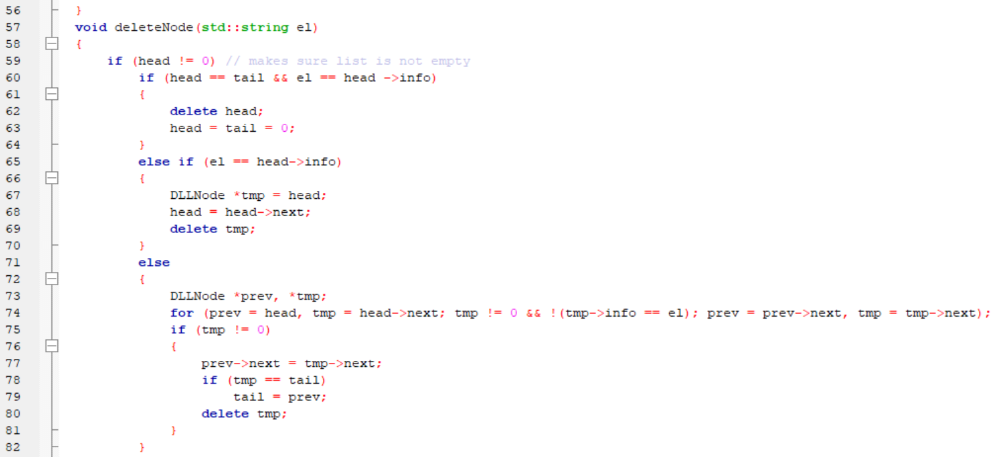 56 }
57 void deleteNode(std::string el)
58 {
59 if (head != 0) // makes sure list is not empty
60 if (head == tail && el == head ->info)
61 {
62 delete head;
63 head = tail = 0;
64 }
65 else if (el == head->info)
66 {
67 DLLNode *tmp = head;
68 head = head->next;
69 delete tmp;
70 }
71 else
72 {
73 DLLNode *prev, *tmp;
74 for (prev = head, tmp = head->next; tmp != 0 && !(tmp->info == el); prev = prev->next, tmp = tmp->next);
75 if (tmp != 0)
76 {
77 prev->next = tmp->next;
78 if (tmp == tail)
79 tail = prev;
80 delete tmp;
81 }
82 }